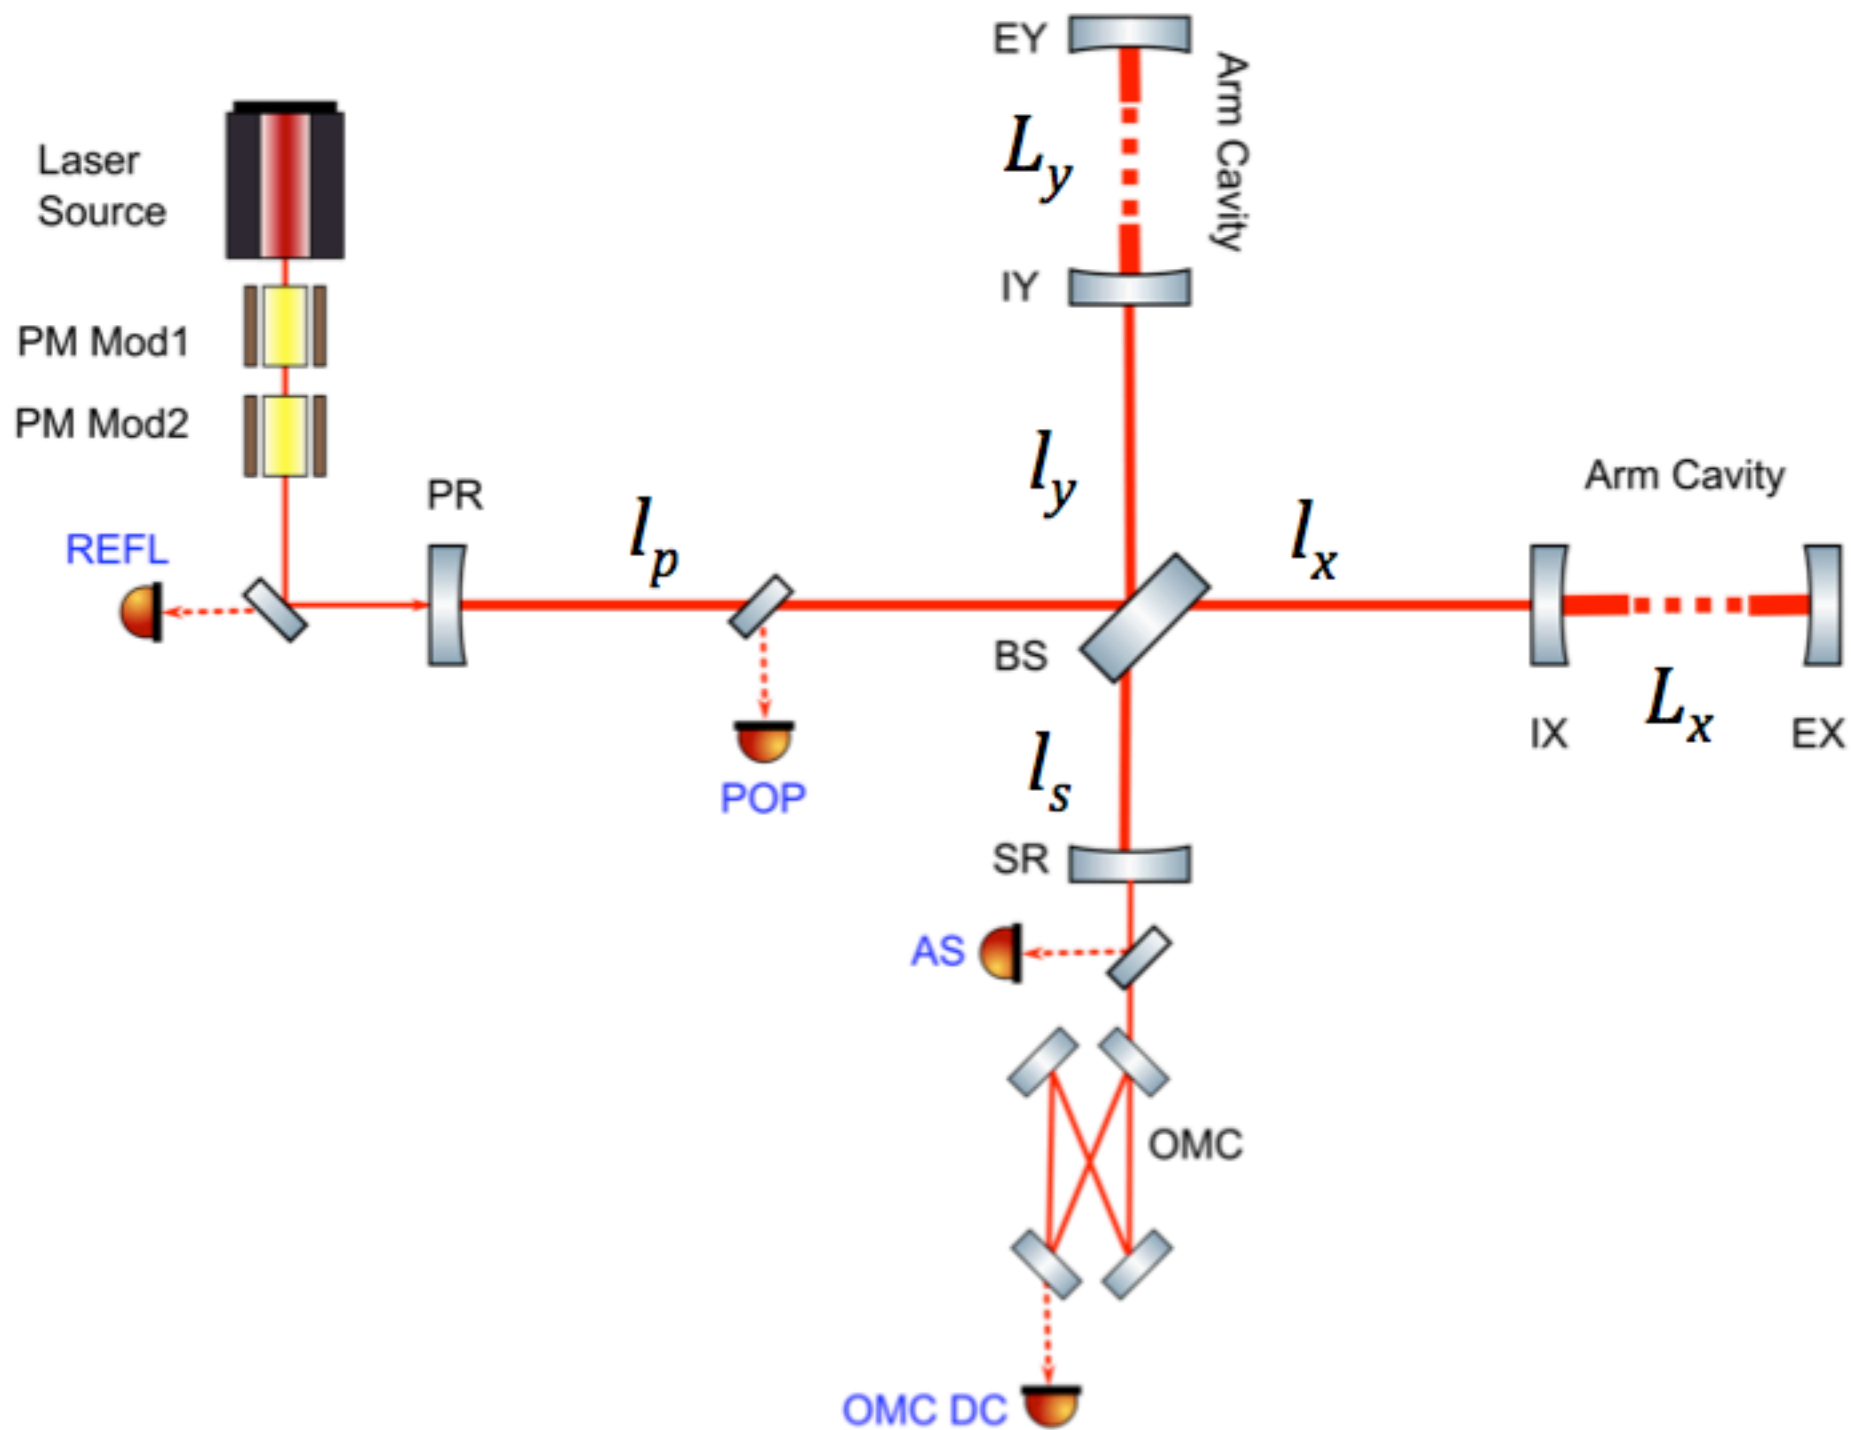 EY
Arm Cavity
L_y
Laser
Source
IY
PM Mod1
PM Mod2
PR
l_y
Arm Cavity
REFL
l_p
l_x
BS
L_x
IX
EX
POP
l_s
SR
AS
OMC
OMC DC